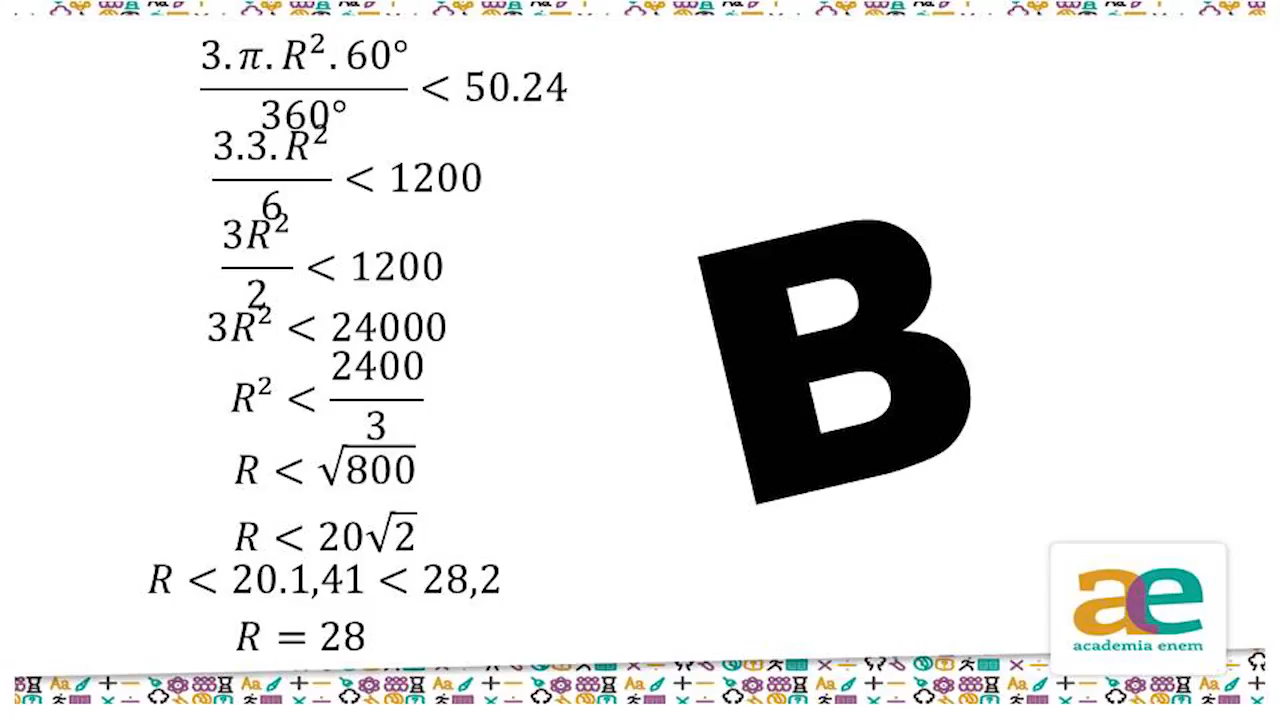 3.π.R².60°
360° < 50.24
3.3.R²
6 < 1200
3R²
2 < 1200
3R² < 24000
R² < 2400
3
R < √800
R < 20√2
R < 20.1,41 < 28,2
R = 28
B
ae
academia enem